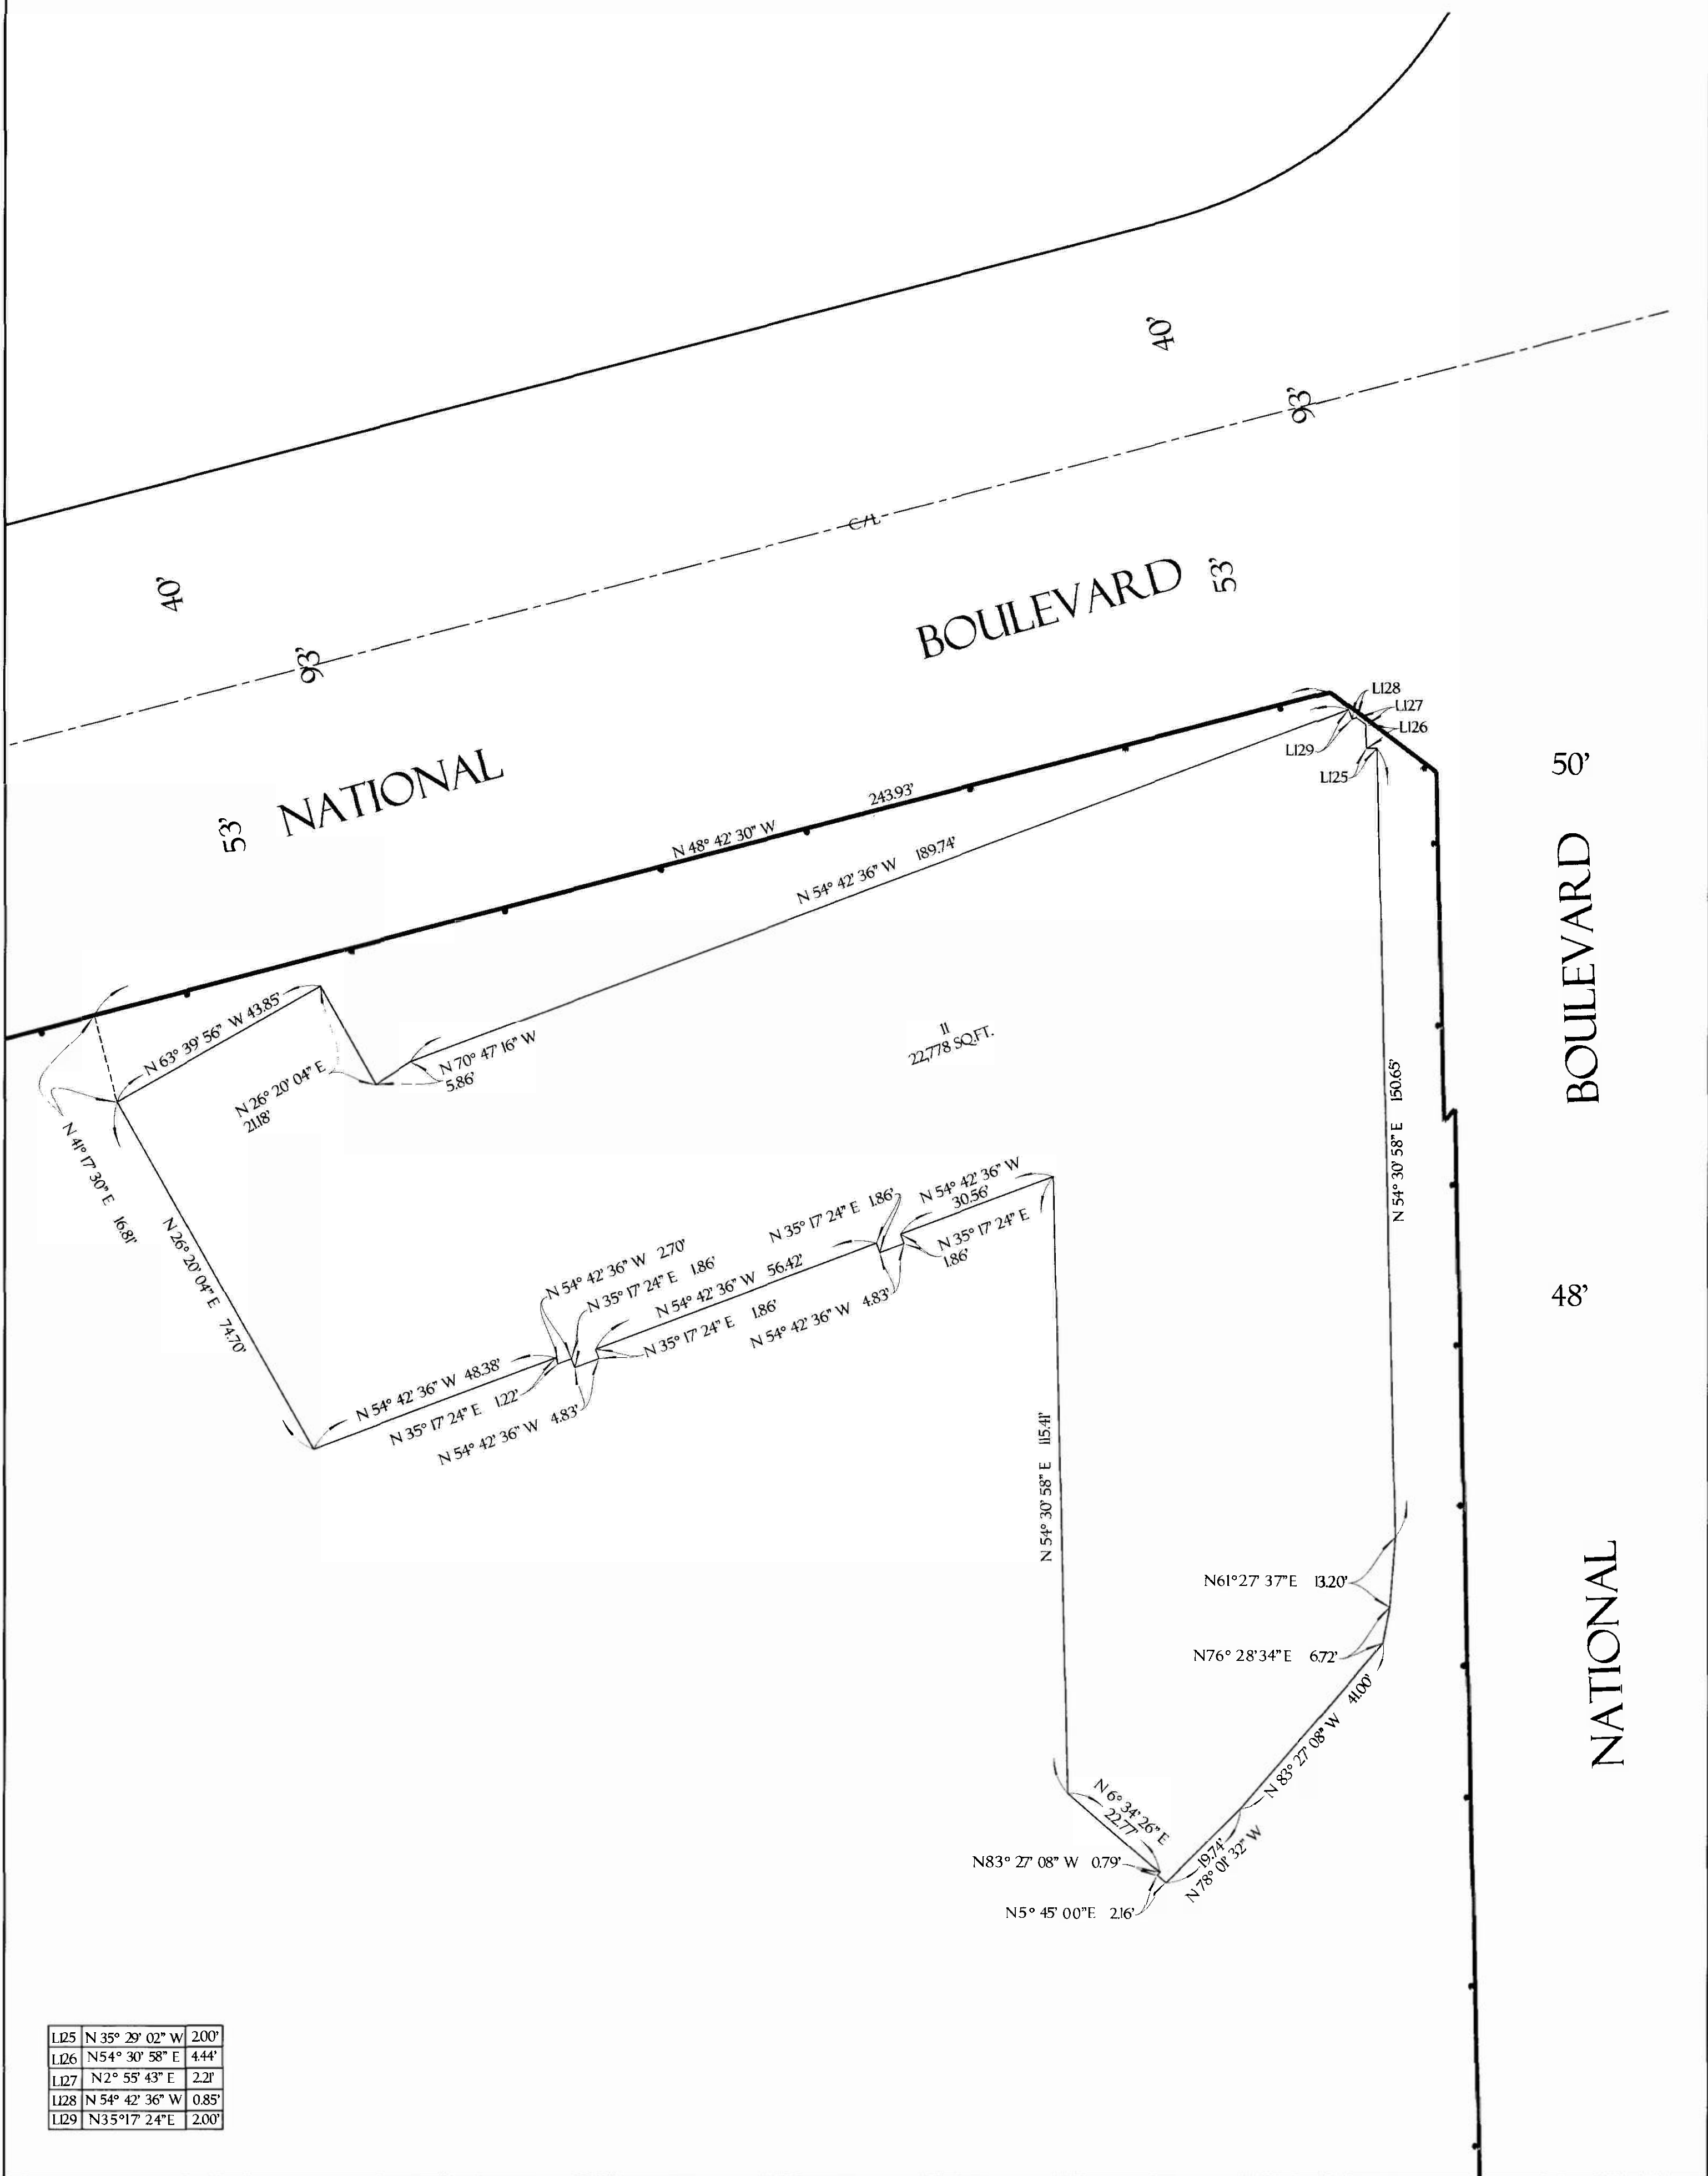 40'
93'
C/L
BOULEVARD
53'
40'
93'
L128
L127
L126
L129
L125
50'
NATIONAL
53'
243.93'
N 48° 42' 30" W
N 54° 42' 36" W 189.74'
BOULEVARD
N 63° 39' 56" W 43.85'
N 70° 47' 16" W
5.86'
N 26° 20' 04" E
21.18'
11
22,778 SQ.FT.
N 54° 30' 58" E 150.65'
N 41° 17' 30" E 16.81'
N 26° 20' 04" E 74.70'
N 54° 42' 36" W
30.56'
N 35° 17' 24" E 1.86'
N 35° 17' 24" E
1.86'
N 54° 42' 36" W 2.70'
N 35° 17' 24" E 1.86'
N 54° 42' 36" W 56.42'
N 35° 17' 24" E 1.86'
N 54° 42' 36" W 4.83'
48'
N 54° 42' 36" W 48.38'
N 35° 17' 24" E 1.22'
N 54° 42' 36" W 4.83'
N 54° 30' 58" E 115.41'
N61°27' 37"E 13.20'
N76° 28'34"E 6.72'
NATIONAL
N 83° 27' 08" W 41.00'
N 6° 34' 26" E
22.77'
N83° 27' 08" W 0.79'
19.74'
N 78° 01' 32" W
N5° 45' 00"E 2.16'
L125 N 35° 29' 02" W 2.00'
L126 N54° 30' 58" E 4.44'
L127 N2° 55' 43" E 2.21'
L128 N 54° 42' 36" W 0.85'
L129 N35°17' 24"E 2.00'